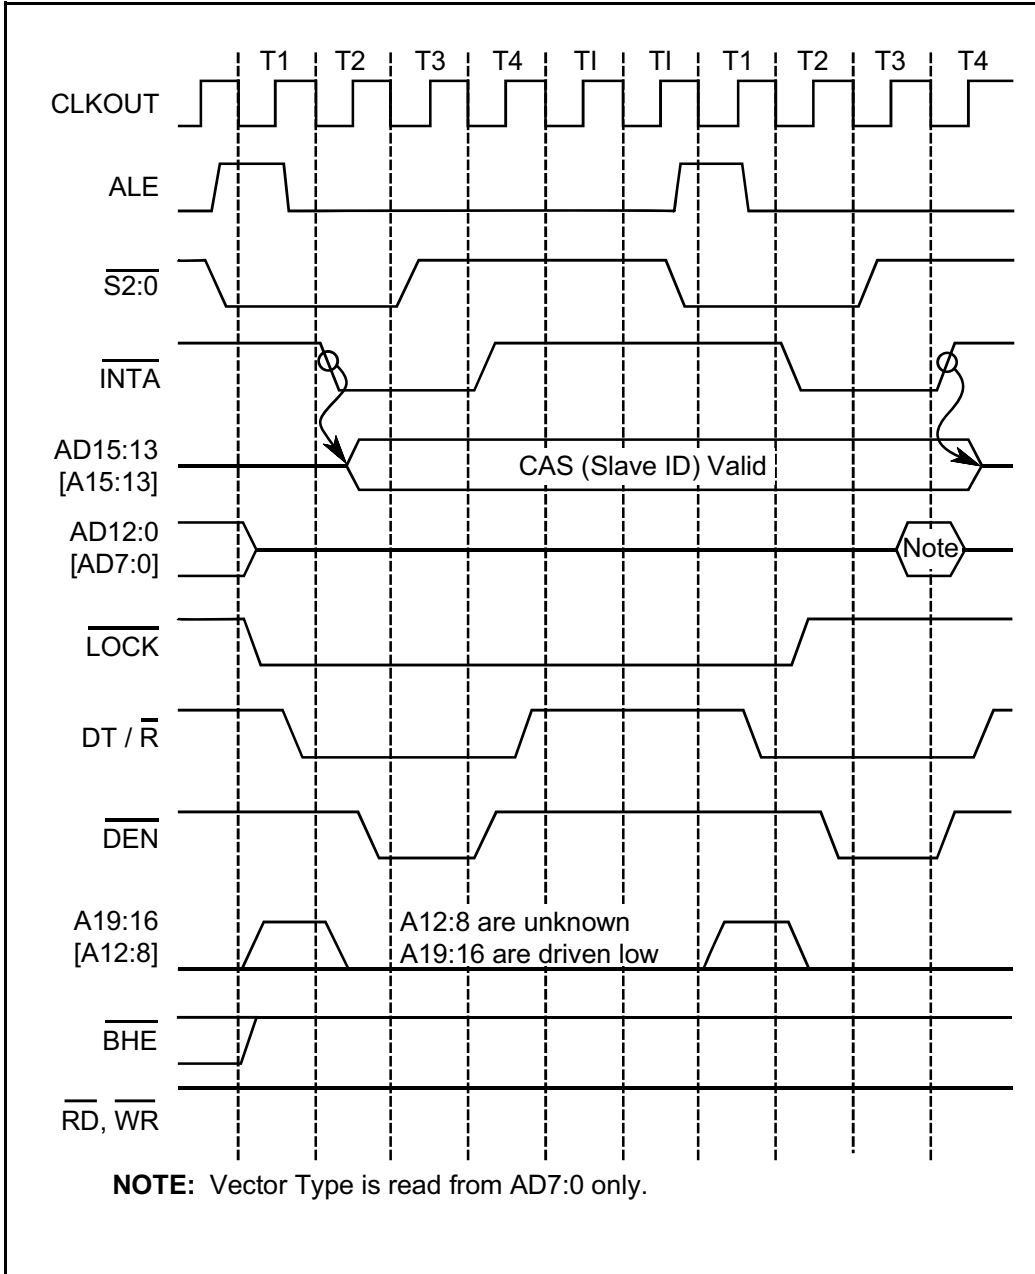 T1 T2 T3 T4 TI TI T1 T2 T3 T4
CLKOUT
ALE
S2:0
INTA
AD15:13
[A15:13]
CAS (Slave ID) Valid
AD12:0
[AD7:0]
Note
LOCK
DT / R
DEN
A19:16
[A12:8]
A12:8 are unknown
A19:16 are driven low
BHE
RD, WR
NOTE: Vector Type is read from AD7:0 only.